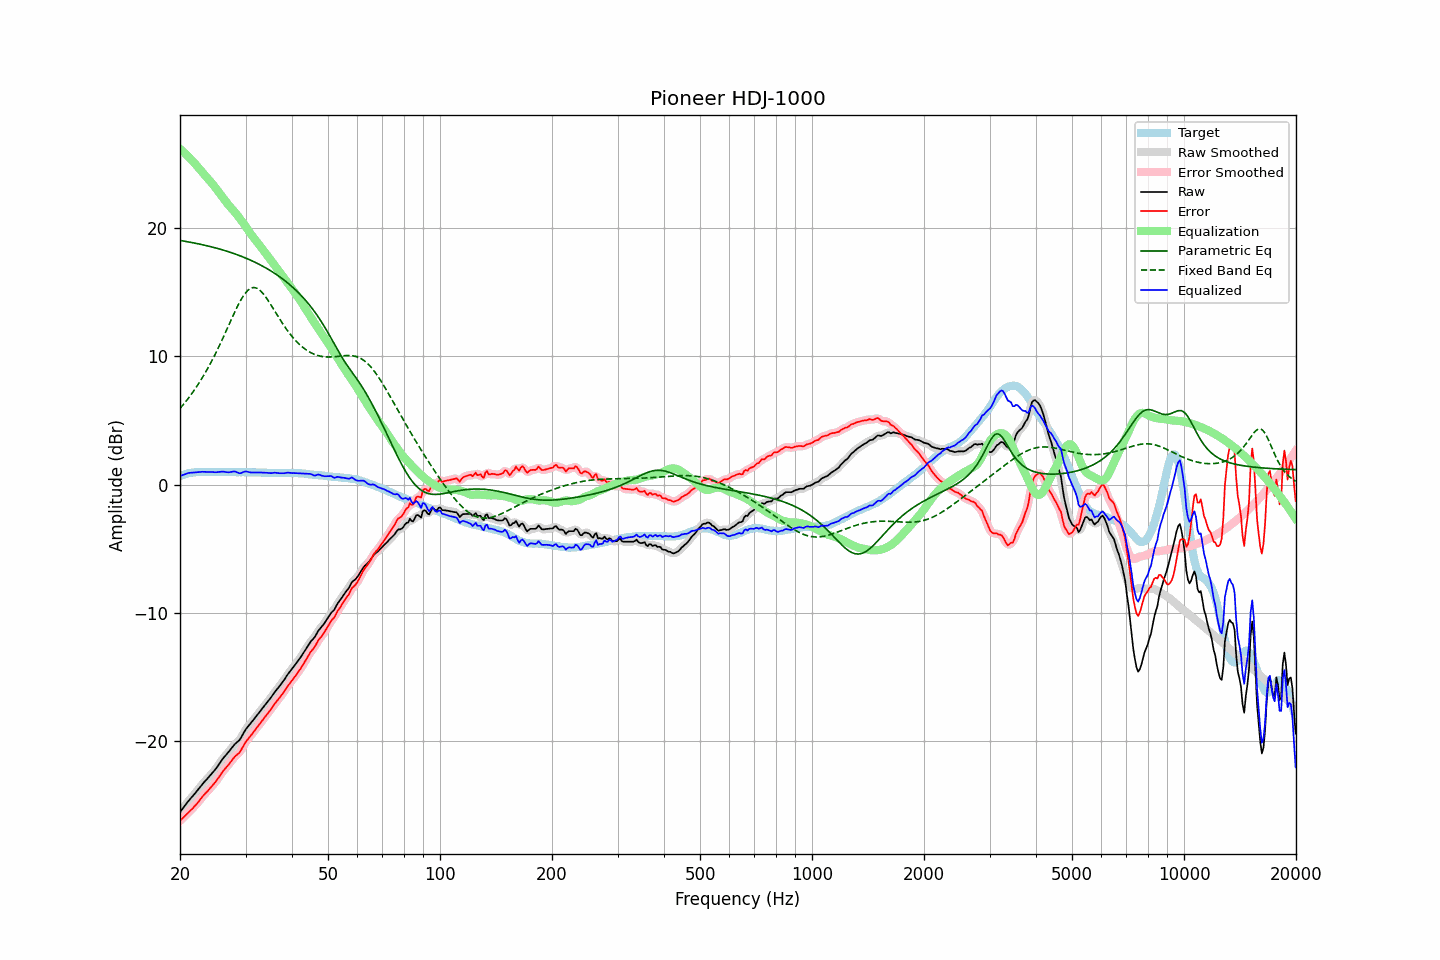 Pioneer HDJ-1000
Target
Raw Smoothed
Error Smoothed
Raw
Error
Equalization
Parametric Eq
Fixed Band Eq
Equalized
Amplitude (dBr)
20
10
0
−10
−20
20
50
100
200
500
1000
2000
5000
10000
20000
Frequency (Hz)